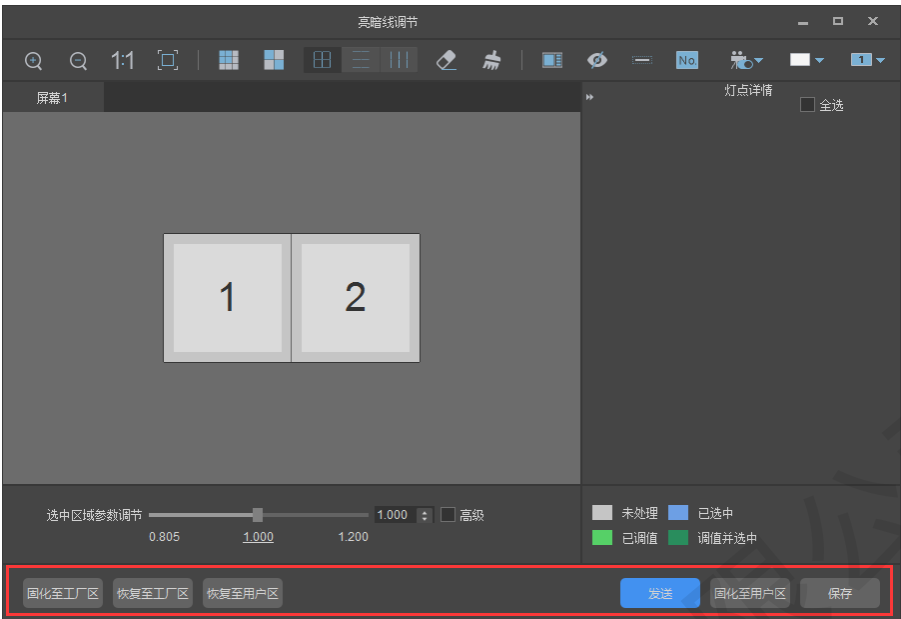 亮暗线调节
1:1
No.
1
屏幕1
灯点详情
全选
1 2
选中区域参数调节 1.000 高级
0.805 1.000 1.200
未处理 已选中
已调值 调值并选中
固化至工厂区 恢复至工厂区 恢复至用户区 发送 固化至用户区 保存